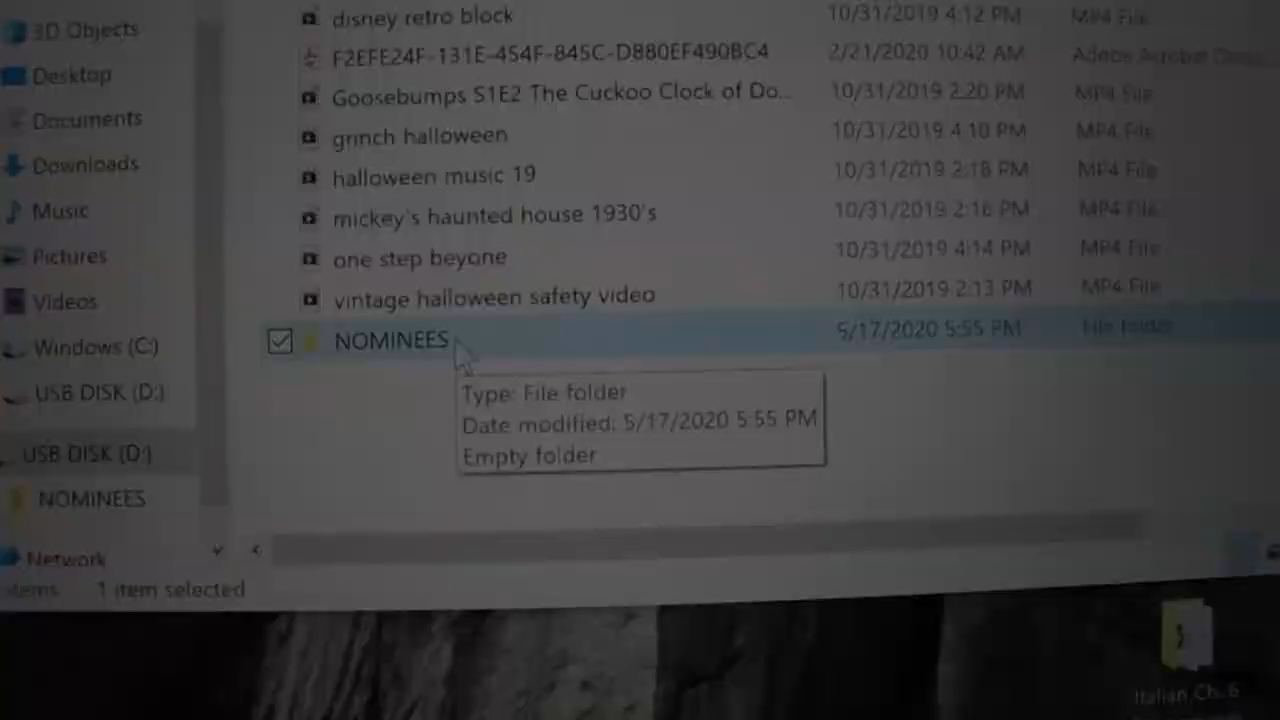 3D Objects
Desktop
Documents
Downloads
Music
Pictures
Videos
Windows (C:)
USB DISK (D:)
USB DISK (D:)
NOMINEES
Network
disney retro block 10/31/2019 4:12 PM MP4 File
F2EFE24F-131E-454F-845C-D880EF490BC4 2/21/2020 10:42 AM Adobe Acrobat Docu...
Goosebumps S1E2 The Cuckoo Clock of Do... 10/31/2019 2:20 PM MP4 File
grinch halloween 10/31/2019 4:10 PM MP4 File
halloween music 19 10/31/2019 2:18 PM MP4 File
mickey's haunted house 1930's 10/31/2019 2:16 PM MP4 File
one step beyone 10/31/2019 4:14 PM MP4 File
vintage halloween safety video 10/31/2019 2:13 PM MP4 File
NOMINEES 5/17/2020 5:55 PM File folder
Type: File folder
Date modified: 5/17/2020 5:55 PM
Empty folder
items 1 item selected
Italian Ch. 6